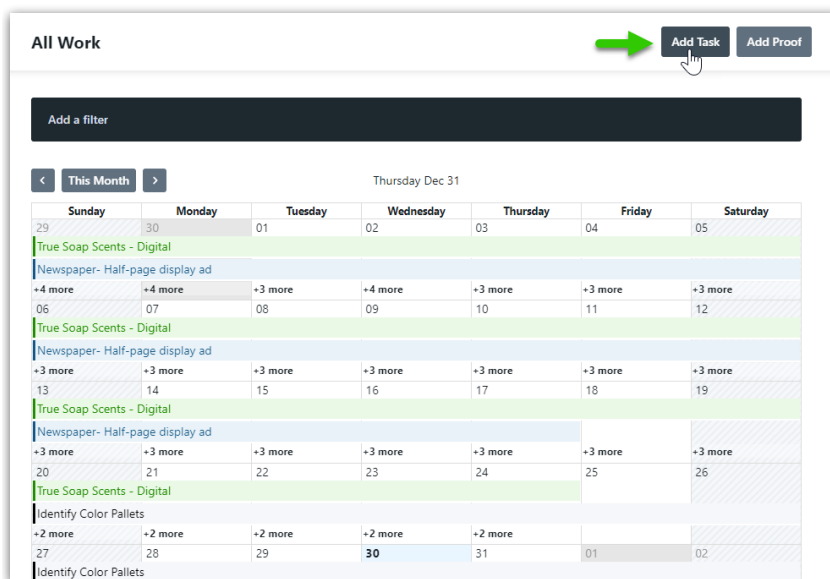 All Work
Add Task
Add Proof
Add a filter
< This Month >
Thursday Dec 31
Sunday Monday Tuesday Wednesday Thursday Friday Saturday
29 30 01 02 03 04 05
True Soap Scents - Digital
Newspaper- Half-page display ad
+4 more +4 more +3 more +4 more +3 more +3 more +3 more
06 07 08 09 10 11 12
True Soap Scents - Digital
Newspaper- Half-page display ad
+3 more +3 more +3 more +3 more +3 more +3 more +3 more
13 14 15 16 17 18 19
True Soap Scents - Digital
Newspaper- Half-page display ad
+3 more +3 more +3 more +3 more +3 more +3 more +3 more
20 21 22 23 24 25 26
True Soap Scents - Digital
Identify Color Pallets
+2 more +2 more +2 more +2 more +2 more
27 28 29 30 31 01 02
Identify Color Pallets